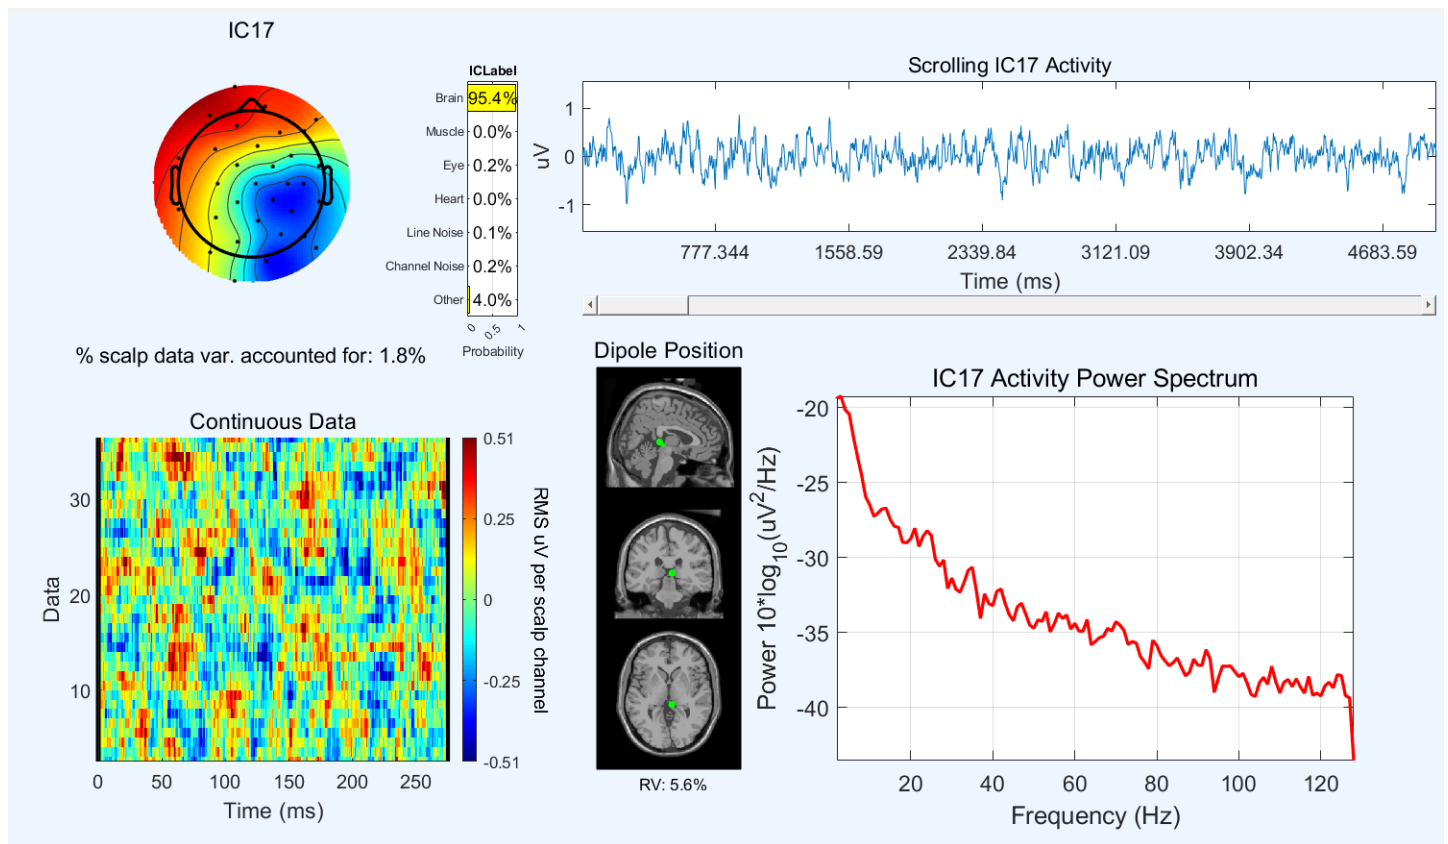 IC17
ICLabel
Brain 95.4%
Muscle 0.0%
Eye 0.2%
Heart 0.0%
Line Noise 0.1%
Channel Noise 0.2%
Other 4.0%
0 0.5 1
Probability
% scalp data var. accounted for: 1.8%
Scrolling IC17 Activity
uV
1
0
-1
777.344 1558.59 2339.84 3121.09 3902.34 4683.59
Time (ms)
Continuous Data
Data
30
20
10
0 50 100 150 200 250
Time (ms)
0.51
0.25
0
-0.25
-0.51
RMS uV per scalp channel
Dipole Position
RV: 5.6%
IC17 Activity Power Spectrum
Power 10*log10(uV2/Hz)
-20
-25
-30
-35
-40
20 40 60 80 100 120
Frequency (Hz)